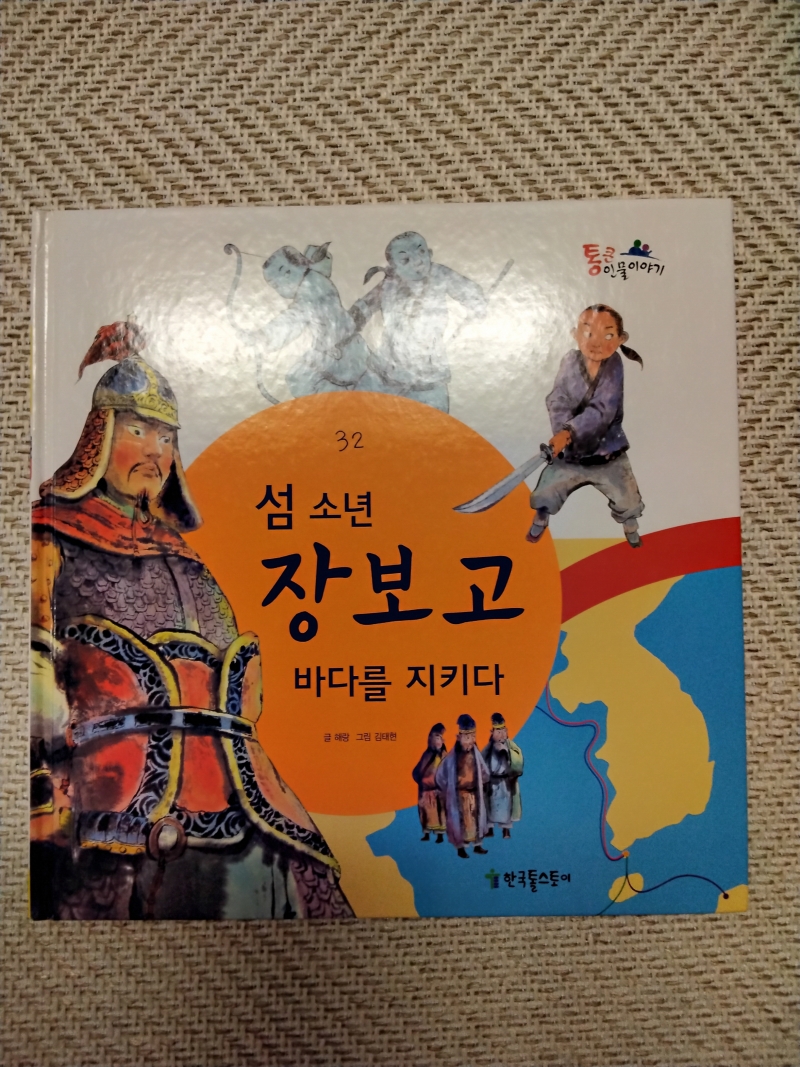 통큰
인물이야기
32
섬 소년
장보고
바다를 지키다
글 해랑 그림 김태현
한국톨스토이